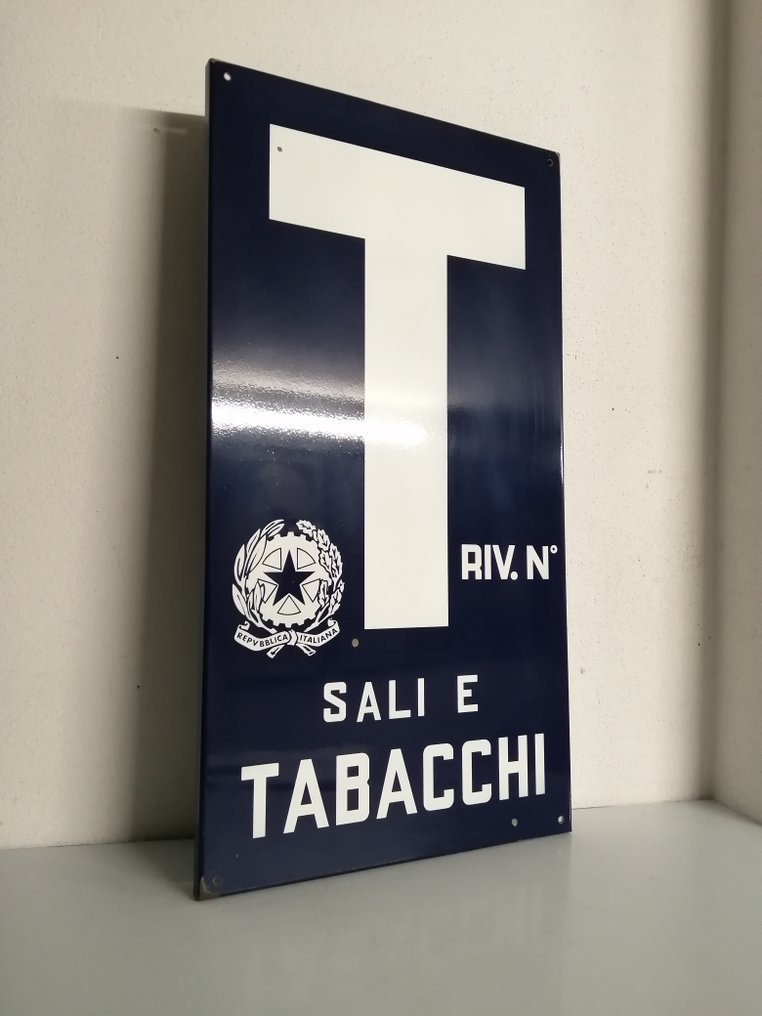 T
RIV. N°
REPVBBLICA ITALIANA
SALI E
TABACCHI